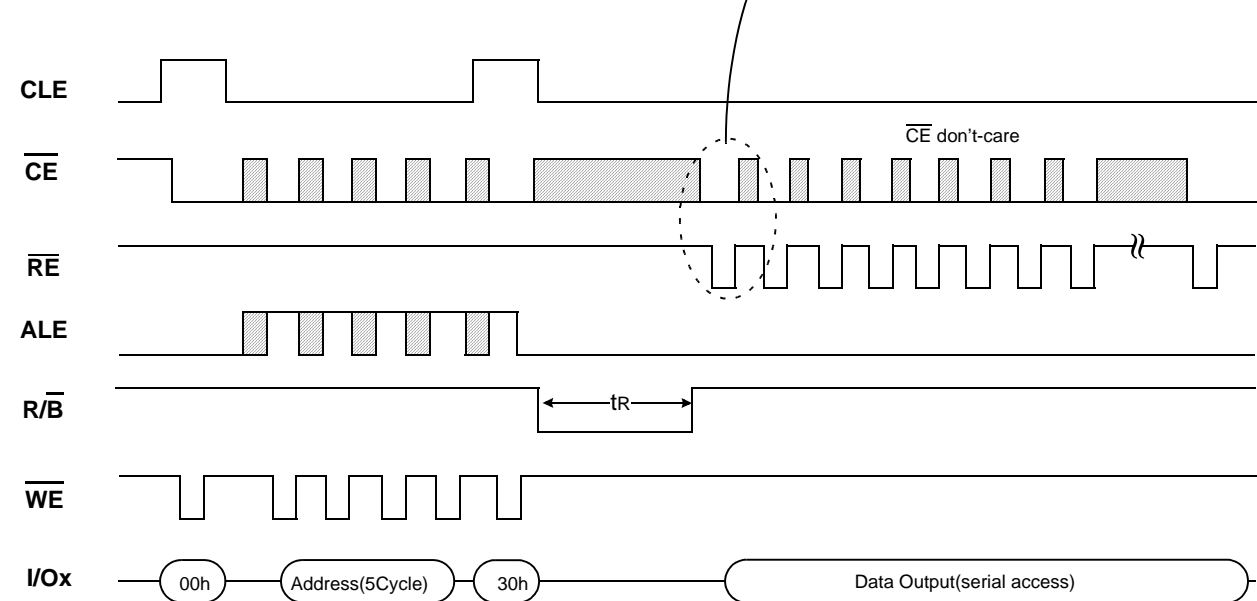 CLE
CE don't-care
CE
RE
ALE
R/B
tR
WE
I/Ox 00h Address(5Cycle) 30h Data Output(serial access)